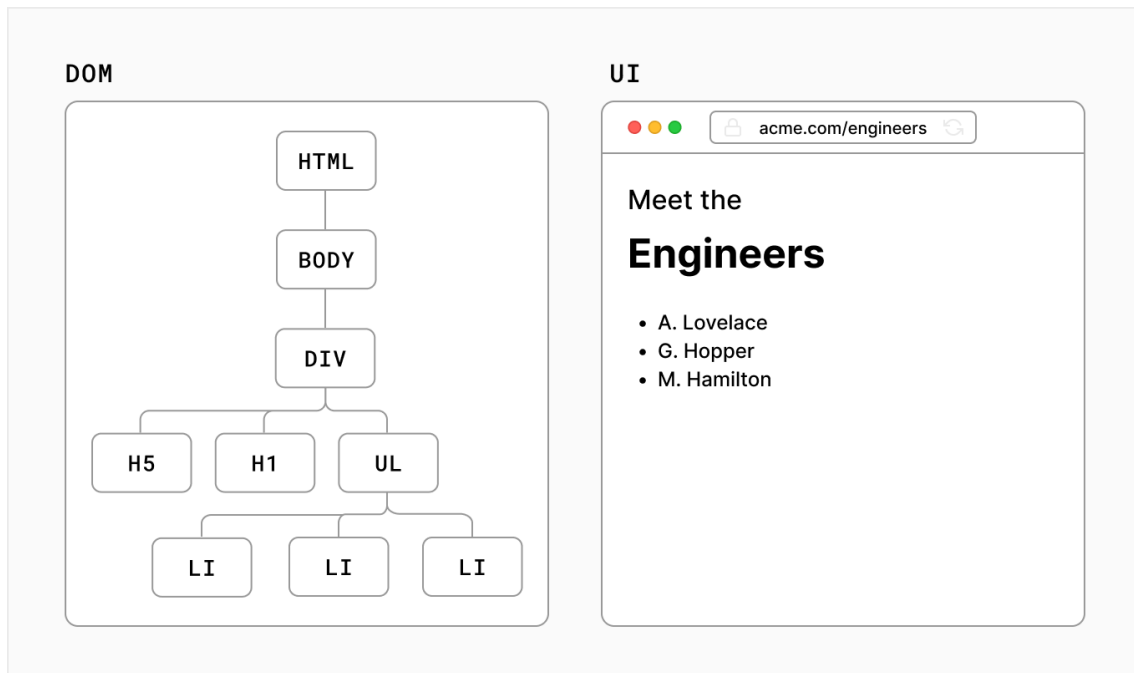 DOM
HTML
BODY
DIV
H5 H1 UL
LI LI LI
UI
acme.com/engineers
Meet the
Engineers
• A. Lovelace
• G. Hopper
• M. Hamilton